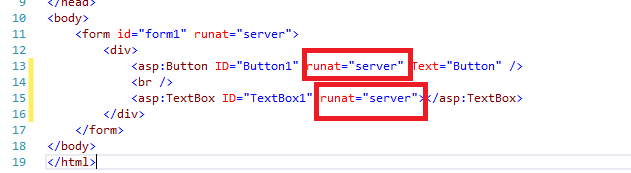 9 </head>
10 <body>
11 <form id="form1" runat="server">
12 <div>
13 <asp:Button ID="Button1" runat="server" Text="Button" />
14 <br />
15 <asp:TextBox ID="TextBox1" runat="server"></asp:TextBox>
16 </div>
17 </form>
18 </body>
19 </html>